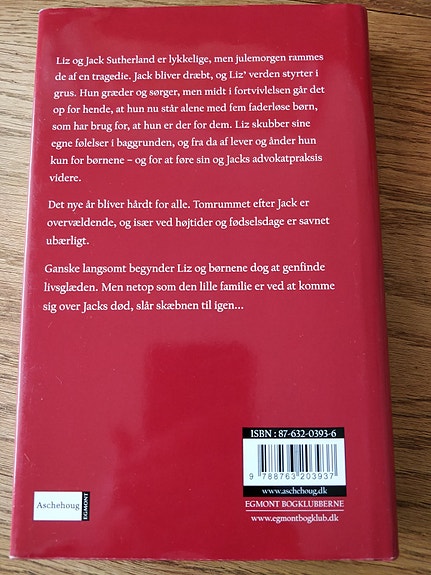 Liz og Jack Sutherland er lykkelige, men julemorgen rammes
de af en tragedie. Jack bliver dræbt, og Liz' verden styrter i
grus. Hun græder og sørger, men midt i fortvivlelsen går det
op for hende, at hun nu står alene med fem faderløse børn,
som har brug for, at hun er der for dem. Liz skubber sine
egne følelser i baggrunden, og fra da af lever og ånder hun
kun for børnene – og for at føre sin og Jacks advokatpraksis
videre.
Det nye år bliver hårdt for alle. Tomrummet efter Jack er
overvældende, og især ved højtider og fødselsdage er savnet
ubærligt.
Ganske langsomt begynder Liz og børnene dog at genfinde
livsglæden. Men netop som den lille familie er ved at komme
sig over Jacks død, slår skæbnen til igen...
ISBN : 87-632-0393-6
9 788763 203937
www.aschehoug.dk
EGMONT BOGKLUBBERNE
www.egmontbogklub.dk
Aschehoug
EGMONT